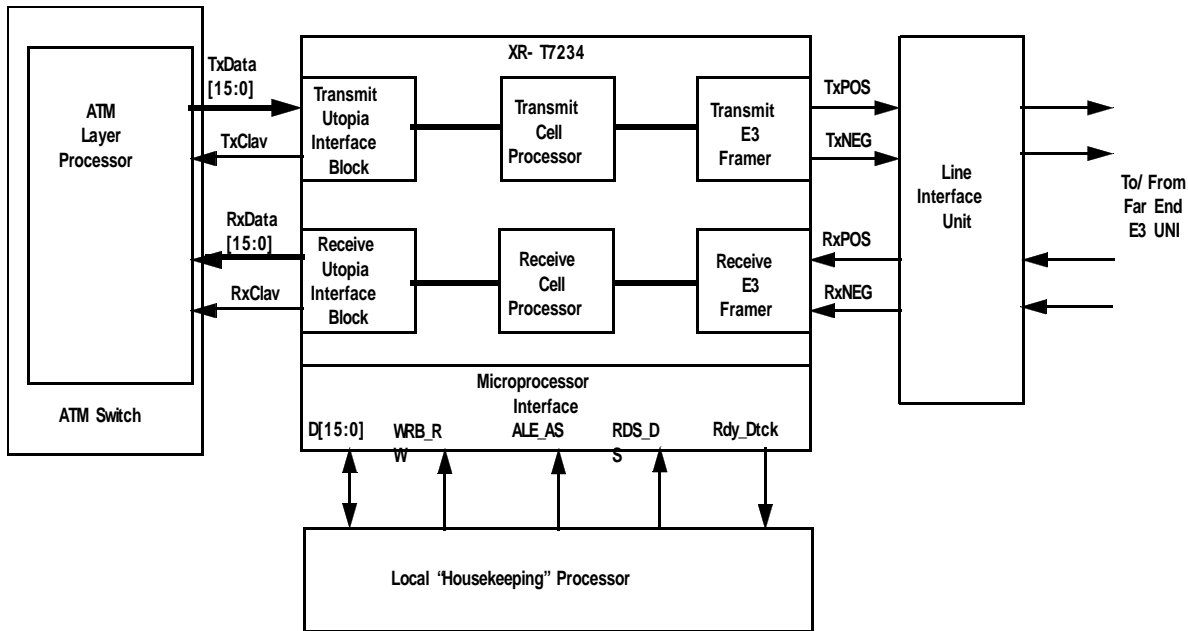 XR- T7234
TxData
[15:0]
TxClav
RxData
[15:0]
RxClav
ATM
Layer
Processor
ATM Switch
Transmit
Utopia
Interface
Block
Transmit
Cell
Processor
Transmit
E3
Framer
Receive
Utopia
Interface
Block
Receive
Cell
Processor
Receive
E3
Framer
TxPOS
TxNEG
RxPOS
RxNEG
Line
Interface
Unit
To/ From
Far End
E3 UNI
Microprocessor
Interface
D[15:0]
WRB_R
W
ALE_AS
RDS_D
S
Rdy_Dtck
Local “Housekeeping” Processor